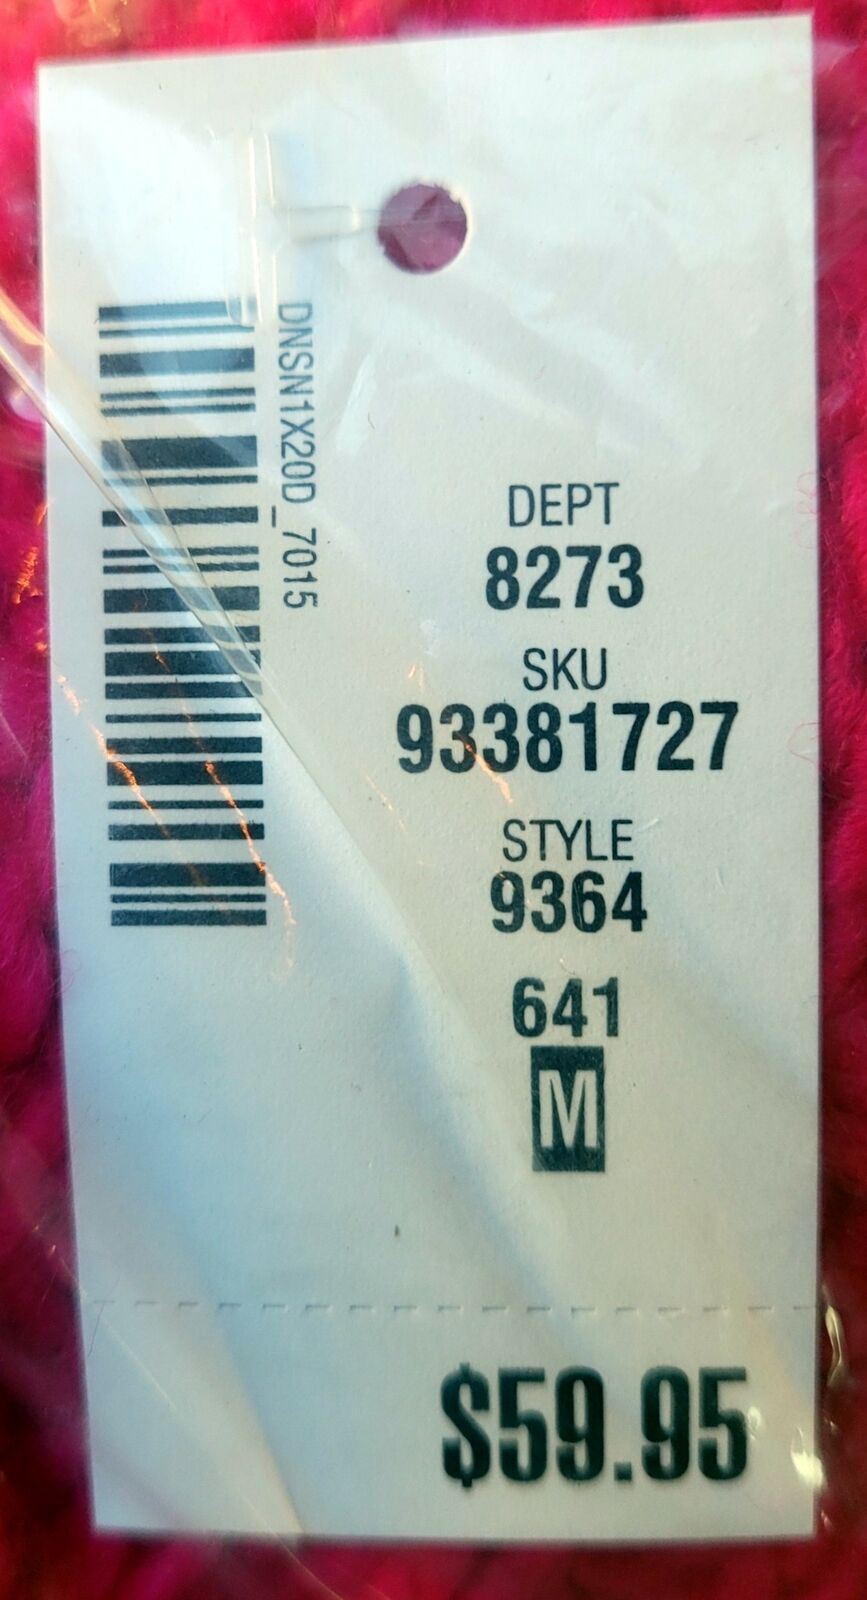 DNSN1X20D_7015
DEPT
8273
SKU
93381727
STYLE
9364
641
M
$59.95